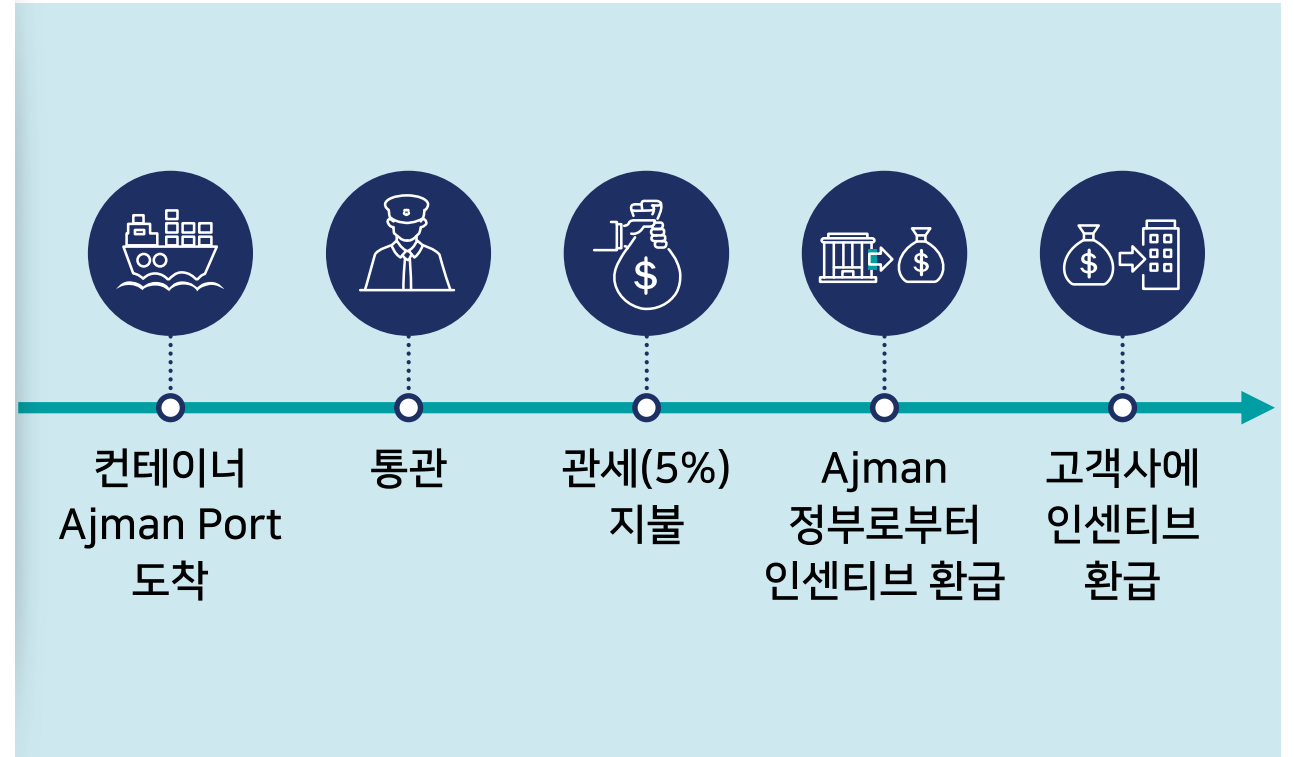 컨테이너
Ajman Port
도착
통관
관세(5%)
지불
Ajman
정부로부터
인센티브 환급
고객사에
인센티브
환급